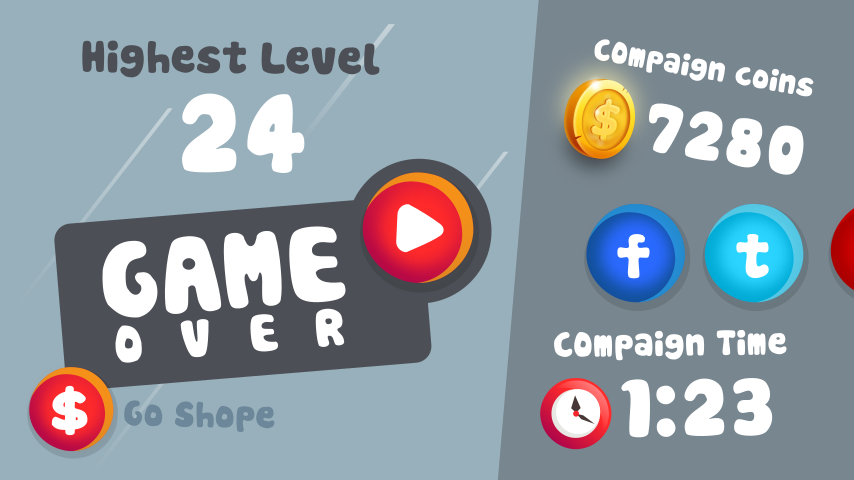 Highest Level
24
GAME
OVER
$
Go Shope
Compaign coins
$
7280
f
t
Compaign Time
1:23